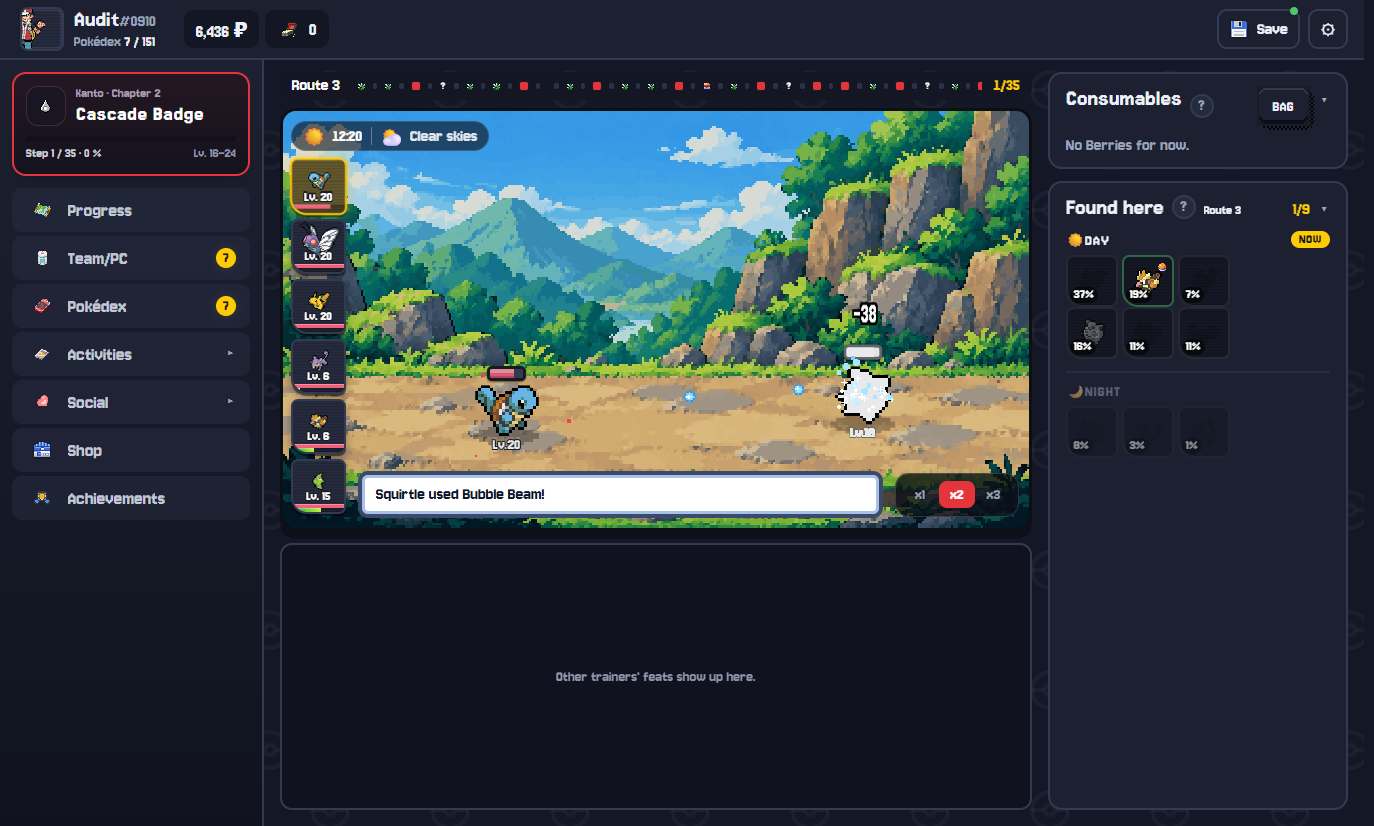 Audit#0910
Pokédex 7 / 151
6,436 ₽
0
Save
Kanto · Chapter 2
Cascade Badge
Step 1 / 35 · 0 %
Lv. 16-24
Progress
Team/PC
7
Pokédex
7
Activities
Social
Shop
Achievements
Route 3
?
?
?
1/35
12:20
Clear skies
Lv. 20
Lv. 20
Lv. 20
Lv. 6
Lv. 6
Lv. 15
-38
Lv.20
Squirtle used Bubble Beam!
x1
x2
x3
Other trainers' feats show up here.
Consumables
?
BAG
No Berries for now.
Found here
?
Route 3
1/9
DAY
NOW
37%
19%
7%
16%
11%
11%
NIGHT
8%
3%
1%